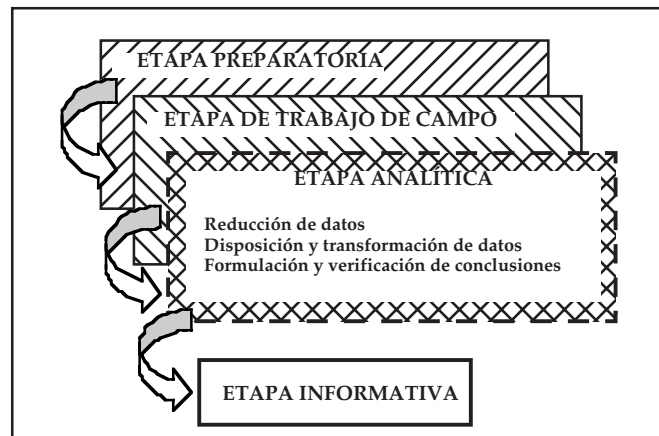 ETAPA PREPARATORIA
ETAPA DE TRABAJO DE CAMPO
ETAPA ANALÍTICA
Reducción de datos
Disposición y transformación de datos
Formulación y verificación de conclusiones
ETAPA INFORMATIVA